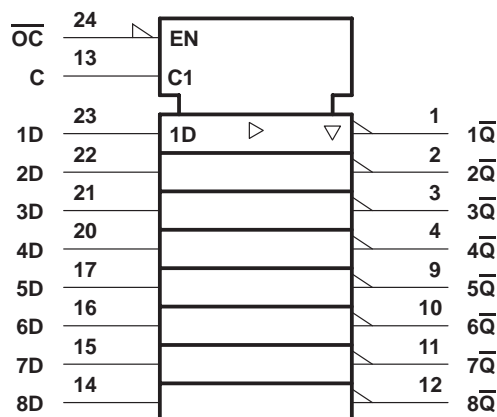 O̅C̅ 24 EN
C 13 C1
1D 23 1D 1 1Q̅
2D 22 2 2Q̅
3D 21 3 3Q̅
4D 20 4 4Q̅
5D 17 9 5Q̅
6D 16 10 6Q̅
7D 15 11 7Q̅
8D 14 12 8Q̅